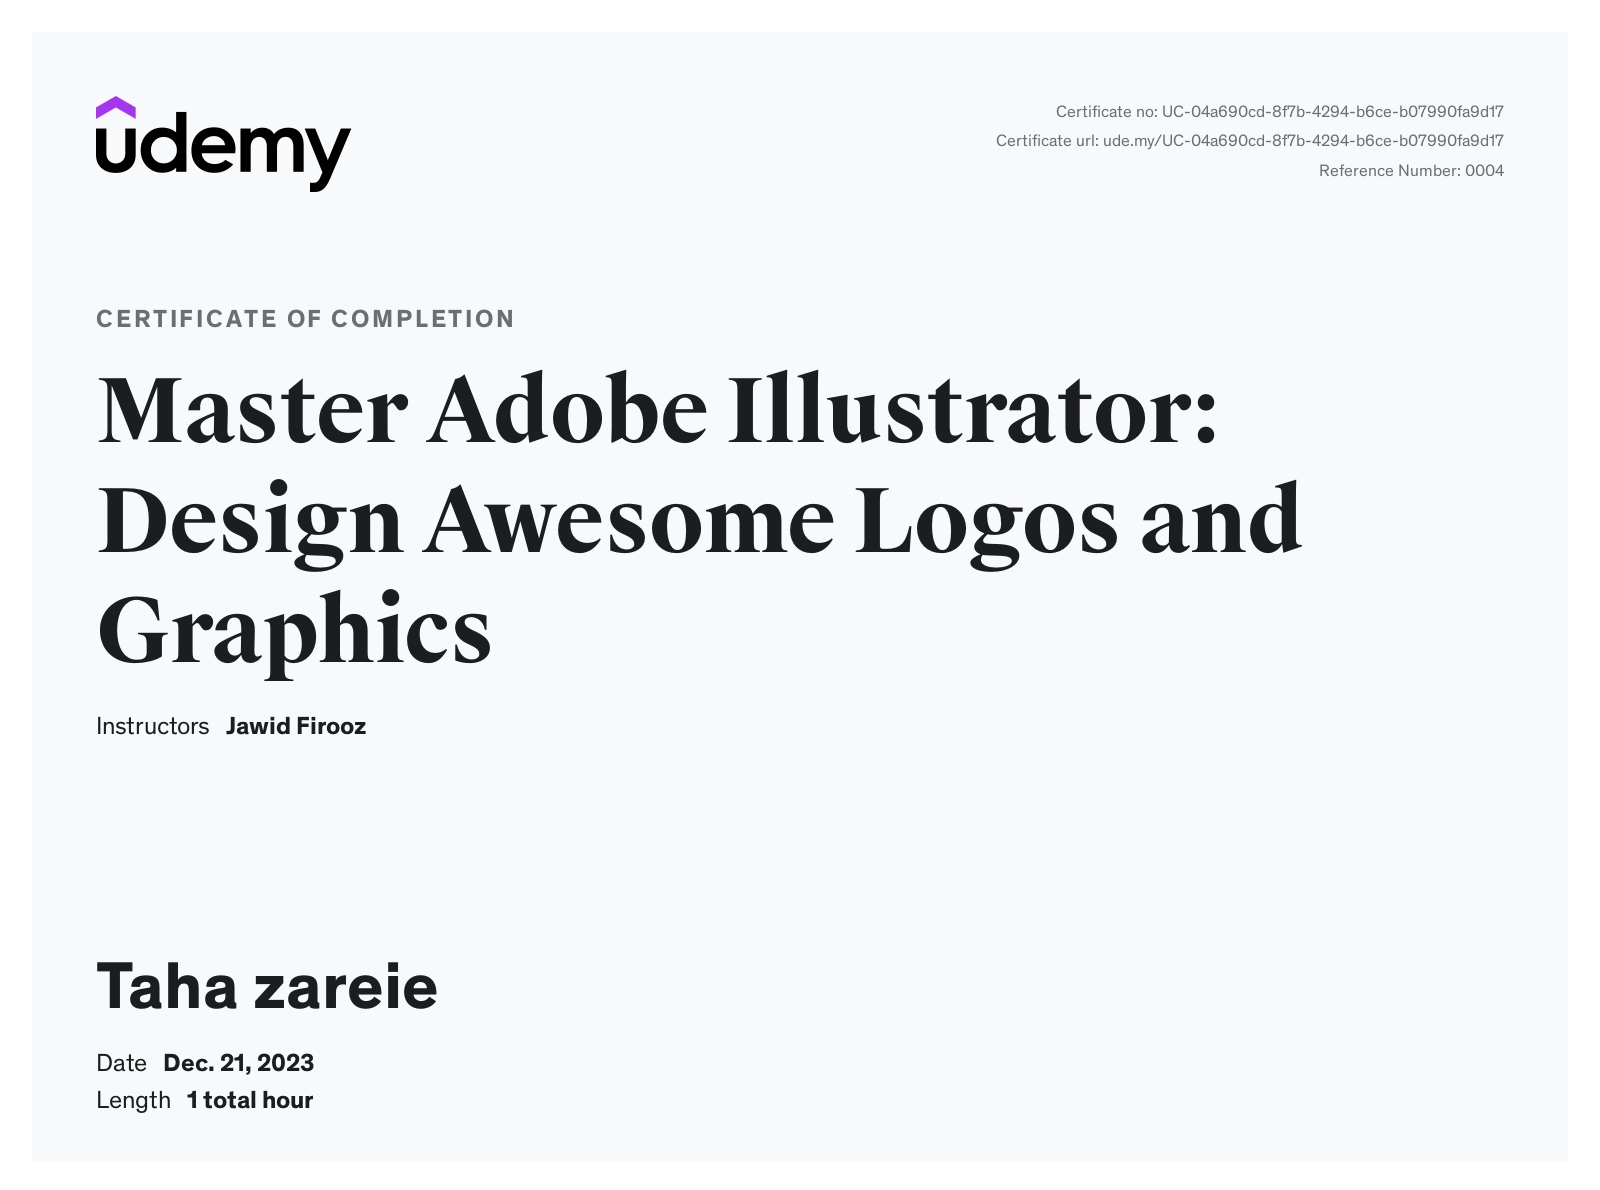 udemy
Certificate no: UC-04a690cd-8f7b-4294-b6ce-b07990fa9d17
Certificate url: ude.my/UC-04a690cd-8f7b-4294-b6ce-b07990fa9d17
Reference Number: 0004
CERTIFICATE OF COMPLETION
Master Adobe Illustrator:
Design Awesome Logos and
Graphics
Instructors Jawid Firooz
Taha zareie
Date Dec. 21, 2023
Length 1 total hour